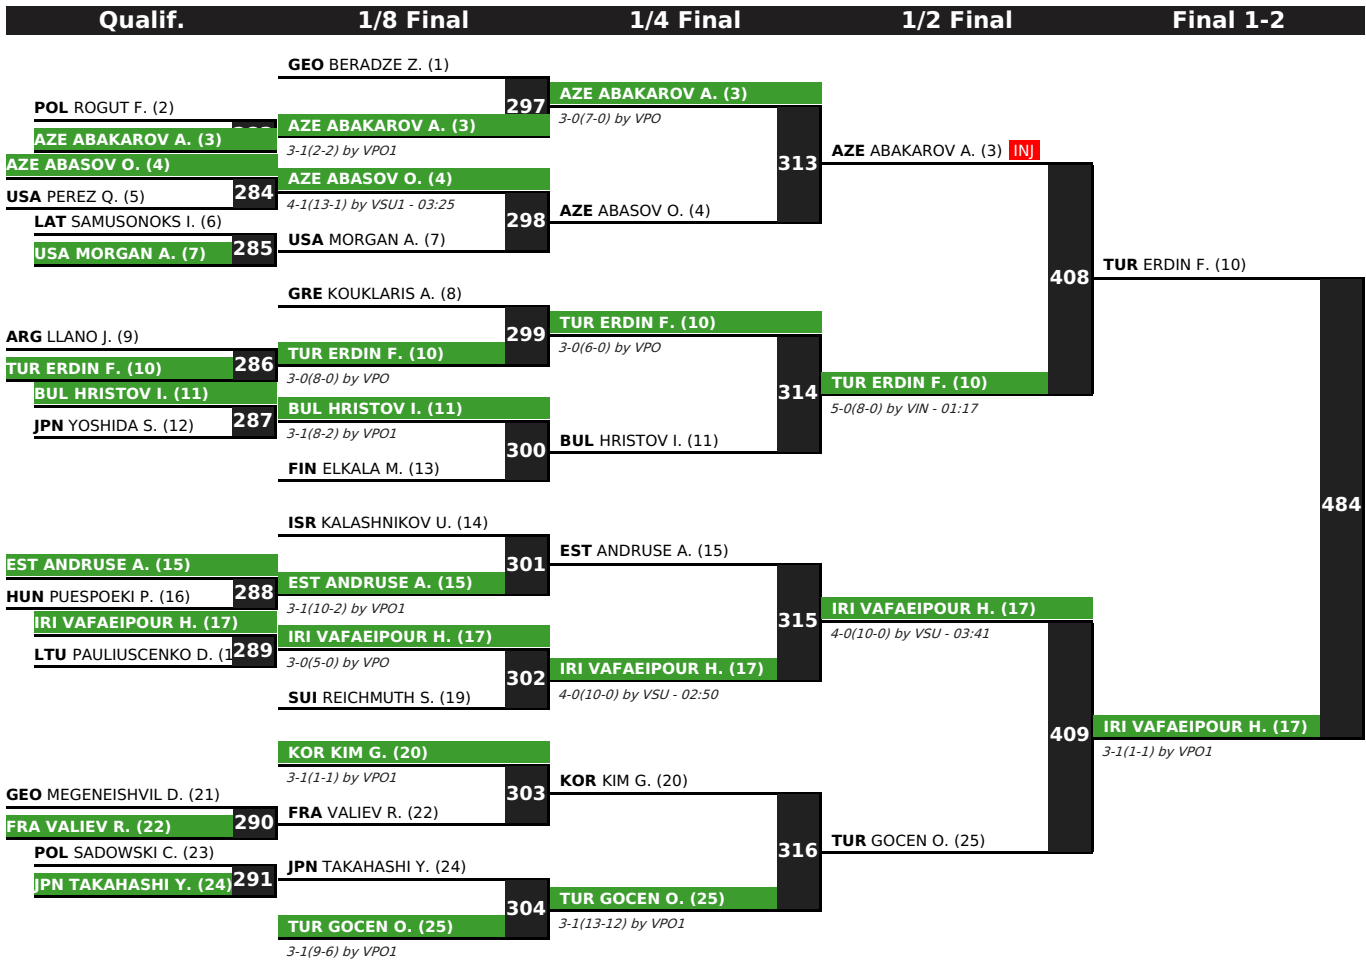 Qualif. 1/8 Final 1/4 Final 1/2 Final Final 1-2
GEO BERADZE Z. (1)
POL ROGUT F. (2)
297
AZE ABAKAROV A. (3)
3-0(7-0) by VPO
AZE ABAKAROV A. (3)
AZE ABAKAROV A. (3)
3-1(2-2) by VPO1
AZE ABAKAROV A. (3) INJ
313
AZE ABASOV O. (4)
AZE ABASOV O. (4)
USA PEREZ Q. (5)
284
4-1(13-1) by VSU1 - 03:25
AZE ABASOV O. (4)
LAT SAMUSONOKS I. (6)
298
USA MORGAN A. (7)
USA MORGAN A. (7)
285
TUR ERDIN F. (10)
408
GRE KOUKLARIS A. (8)
ARG LLANO J. (9)
299
TUR ERDIN F. (10)
3-0(6-0) by VPO
TUR ERDIN F. (10)
286
TUR ERDIN F. (10)
3-0(8-0) by VPO
TUR ERDIN F. (10)
5-0(8-0) by VIN - 01:17
314
BUL HRISTOV I. (11)
BUL HRISTOV I. (11)
JPN YOSHIDA S. (12)
287
3-1(8-2) by VPO1
BUL HRISTOV I. (11)
300
FIN ELKALA M. (13)
484
ISR KALASHNIKOV U. (14)
301
EST ANDRUSE A. (15)
EST ANDRUSE A. (15)
HUN PUESPOEKI P. (16)
288
EST ANDRUSE A. (15)
3-1(10-2) by VPO1
315
IRI VAFAEIPOUR H. (17)
4-0(10-0) by VSU - 03:41
IRI VAFAEIPOUR H. (17)
IRI VAFAEIPOUR H. (17)
LTU PAULIUSCENKO D. (1
289
3-0(5-0) by VPO
302
IRI VAFAEIPOUR H. (17)
4-0(10-0) by VSU - 02:50
SUI REICHMUTH S. (19)
409
IRI VAFAEIPOUR H. (17)
3-1(1-1) by VPO1
KOR KIM G. (20)
3-1(1-1) by VPO1
KOR KIM G. (20)
303
GEO MEGENEISHVIL D. (21)
FRA VALIEV R. (22)
FRA VALIEV R. (22)
290
TUR GOCEN O. (25)
316
POL SADOWSKI C. (23)
JPN TAKAHASHI Y. (24)
JPN TAKAHASHI Y. (24)
291
304
TUR GOCEN O. (25)
3-1(13-12) by VPO1
TUR GOCEN O. (25)
3-1(9-6) by VPO1